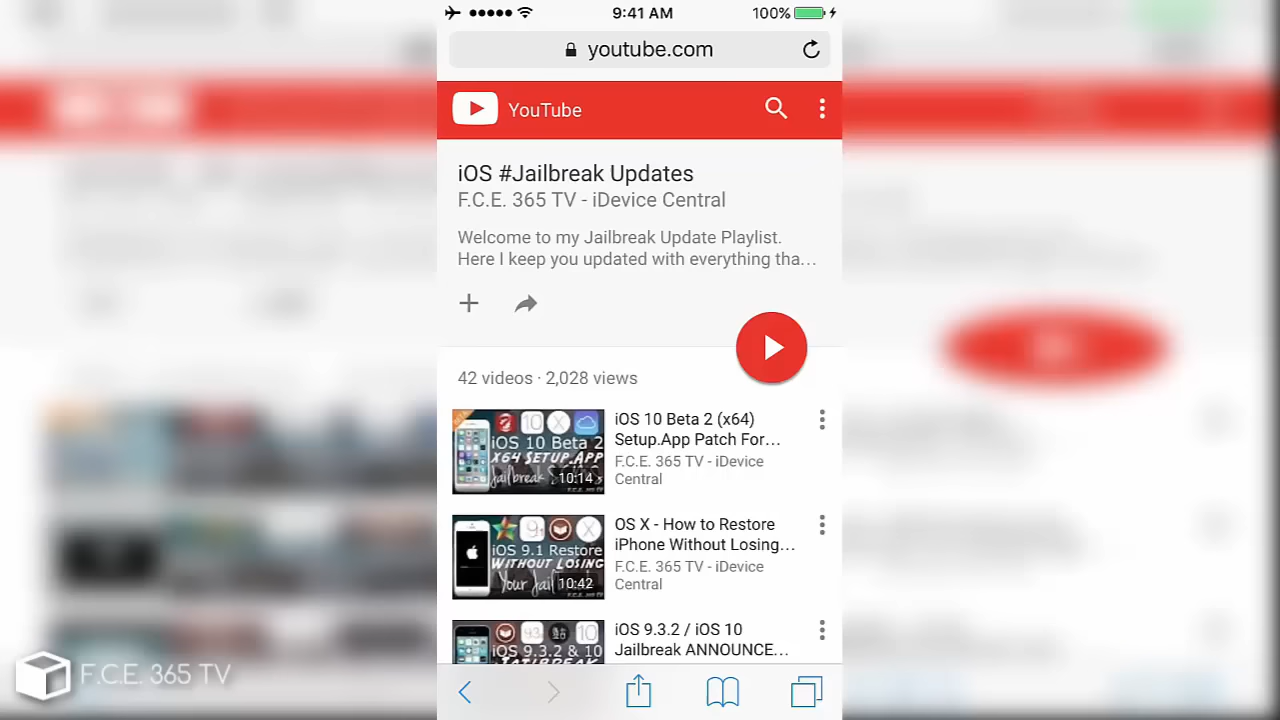 9:41 AM
100%
youtube.com
YouTube
iOS #Jailbreak Updates
F.C.E. 365 TV - iDevice Central
Welcome to my Jailbreak Update Playlist.
Here I keep you updated with everything tha…
42 videos · 2,028 views
iOS 10 Beta 2
X64 SETUP.APP
Jailbreak
10:14
iOS 10 Beta 2 (x64)
Setup.App Patch For…
F.C.E. 365 TV - iDevice
Central
iOS 9.1 Restore
WITHOUT LOSING
Your Jail
10:42
OS X - How to Restore
iPhone Without Losing…
F.C.E. 365 TV - iDevice
Central
iOS 9.3.2 & 10
JAILBREAK
iOS 9.3.2 / iOS 10
Jailbreak ANNOUNCE…
F.C.E. 365 TV